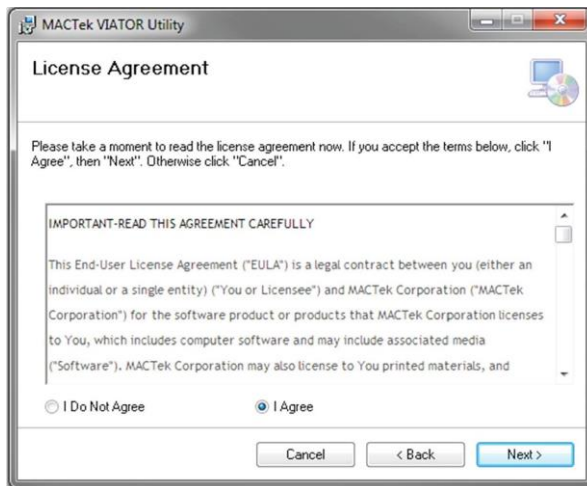 MACTek VIATOR Utility
License Agreement
Please take a moment to read the license agreement now. If you accept the terms below, click "I
Agree", then "Next". Otherwise click "Cancel".
IMPORTANT-READ THIS AGREEMENT CAREFULLY
This End-User License Agreement ("EULA") is a legal contract between you (either an
individual or a single entity) ("You or Licensee") and MACTek Corporation ("MACTek
Corporation") for the software product or products that MACTek Corporation licenses
to You, which includes computer software and may include associated media
("Software"). MACTek Corporation may also license to You printed materials, and
I Do Not Agree
I Agree
Cancel
< Back
Next >